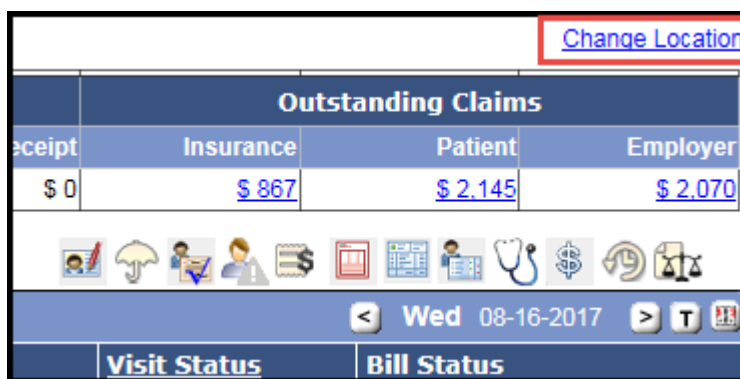 Change Location
Outstanding Claims
eceipt Insurance Patient Employer
$ 0 $ 867 $ 2,145 $ 2,070
< Wed 08-16-2017 > T
Visit Status Bill Status